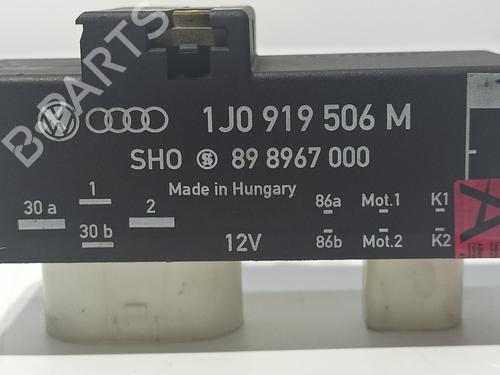 B-PARTS
1J0 919 506 M
SHO 89 8967 000
Made in Hungary
1 86a Mot.1 K1
30 a 2
30 b 12V 86b Mot.2 K2
A